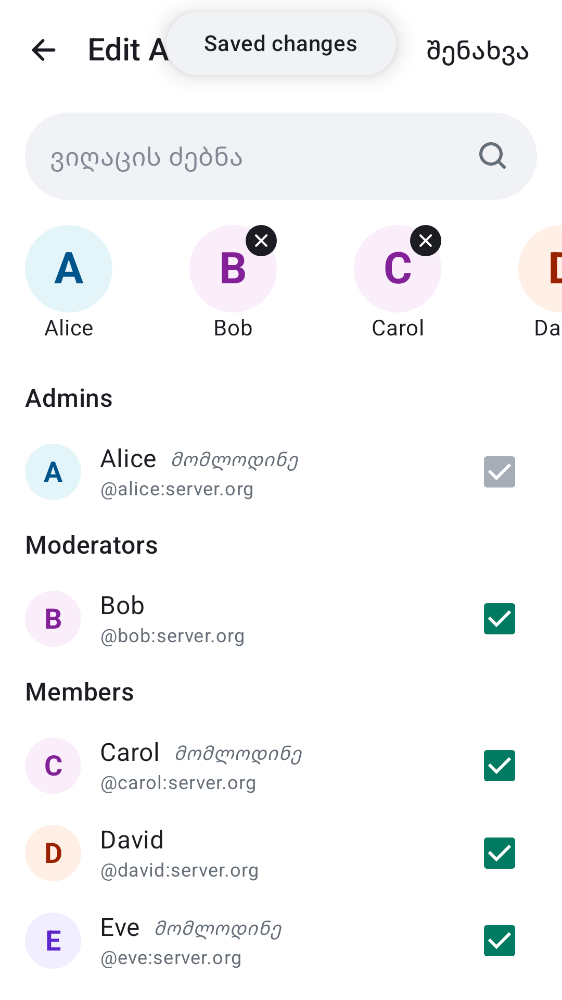 Edit A
Saved changes
შენახვა
ვიღაცის ძებნა
A
B
C
Alice
Bob
Carol
Da
Admins
A
Alice მომლოდინე
@alice:server.org
Moderators
B
Bob
@bob:server.org
Members
C
Carol მომლოდინე
@carol:server.org
D
David
@david:server.org
E
Eve მომლოდინე
@eve:server.org